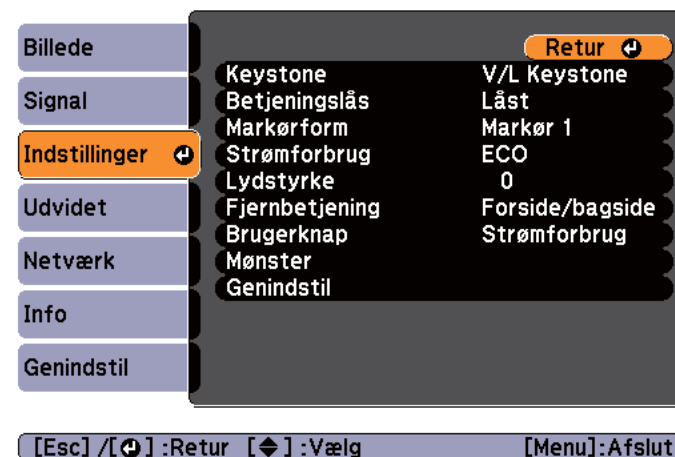 Billede
Signal
Indstillinger
Udvidet
Netværk
Info
Genindstil
Retur
Keystone V/L Keystone
Betjeningslås Låst
Markørform Markør 1
Strømforbrug ECO
Lydstyrke 0
Fjernbetjening Forside/bagside
Brugerknap Strømforbrug
Mønster
Genindstil
[Esc] /[⏎] :Retur [◆] :Vælg [Menu]:Afslut